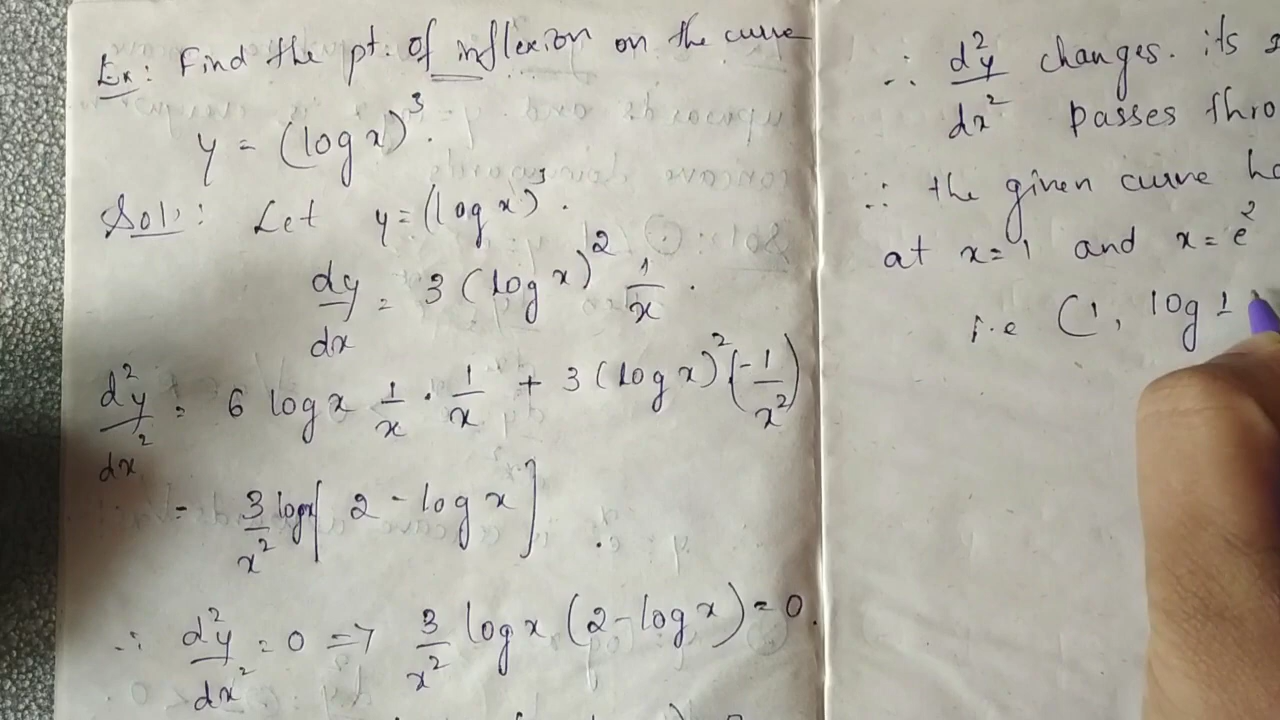 Ex: Find the pt. of inflexion on the curve
y = (log x)³.
Sol: Let y = (log x)³.
dy/dx = 3 (log x)² 1/x.
d²y/dx² = 6 log x 1/x · 1/x + 3 (log x)² (-1/x²)
= 3/x² log x [2 - log x]
∴ d²y/dx² = 0 => 3/x² log x (2 - log x) = 0.
∴ d²y/dx² changes. its
passes
∴ the given curve
at x = 1 and x = e²
i.e (1, log 1